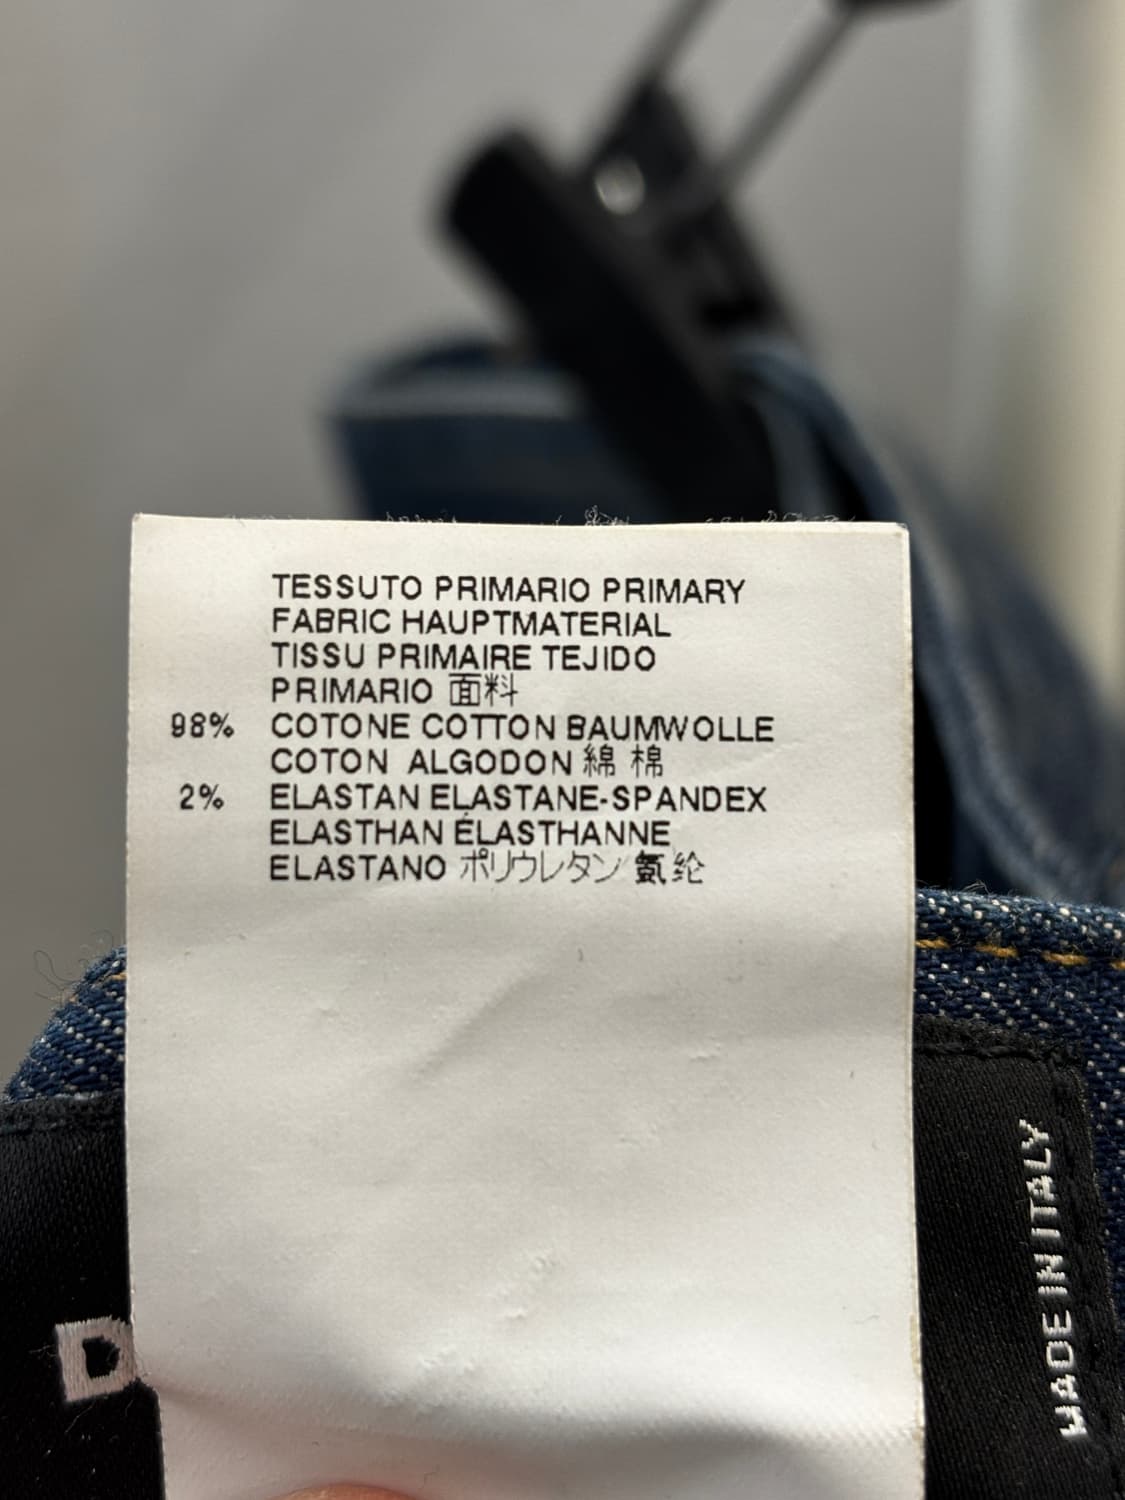 TESSUTO PRIMARIO PRIMARY
FABRIC HAUPTMATERIAL
TISSU PRIMAIRE TEJIDO
PRIMARIO 面料
98% COTONE COTTON BAUMWOLLE
COTON ALGODON 綿 棉
2% ELASTAN ELASTANE-SPANDEX
ELASTHAN ÉLASTHANNE
ELASTANO ポリウレタン 氨纶
D
MADE IN ITALY